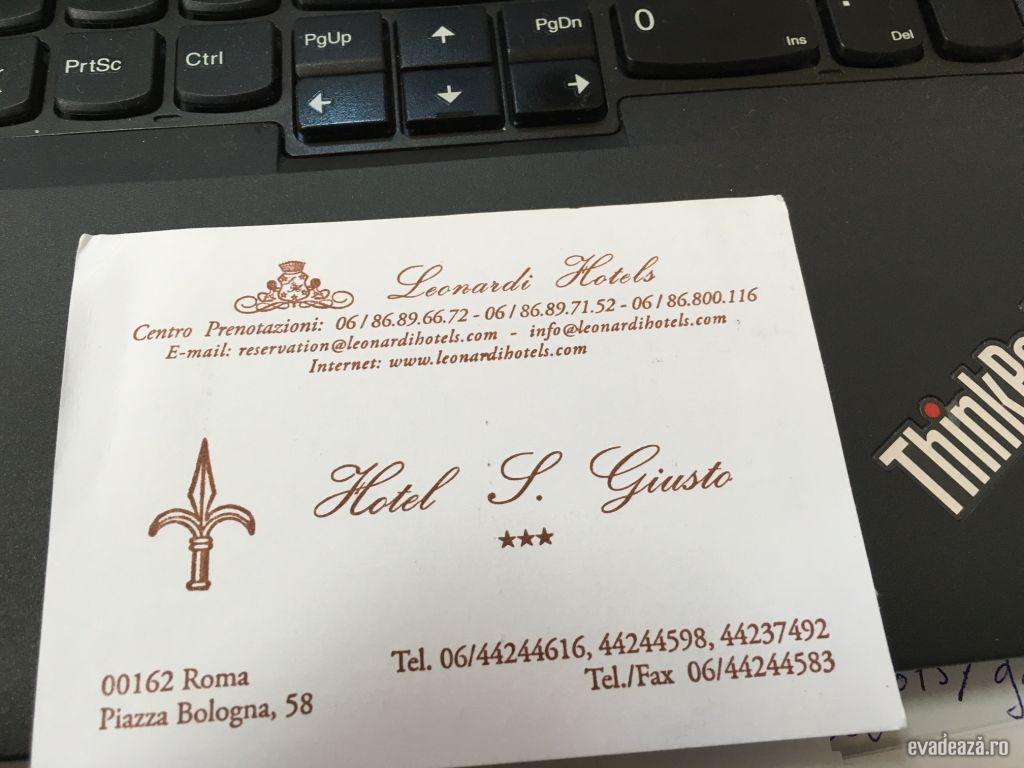 PrtSc
Ctrl
PgUp
PgDn
0
Ins
.
Del
Leonardi Hotels
Centro Prenotazioni: 06/86.89.66.72 - 06/86.89.71.52 - 06/86.800.116
E-mail: reservation@leonardihotels.com - info@leonardihotels.com
Internet: www.leonardihotels.com
Hotel S. Giusto
★★★
Tel. 06/44244616, 44244598, 44237492
Tel./Fax 06/44244583
00162 Roma
Piazza Bologna, 58
evadează.ro